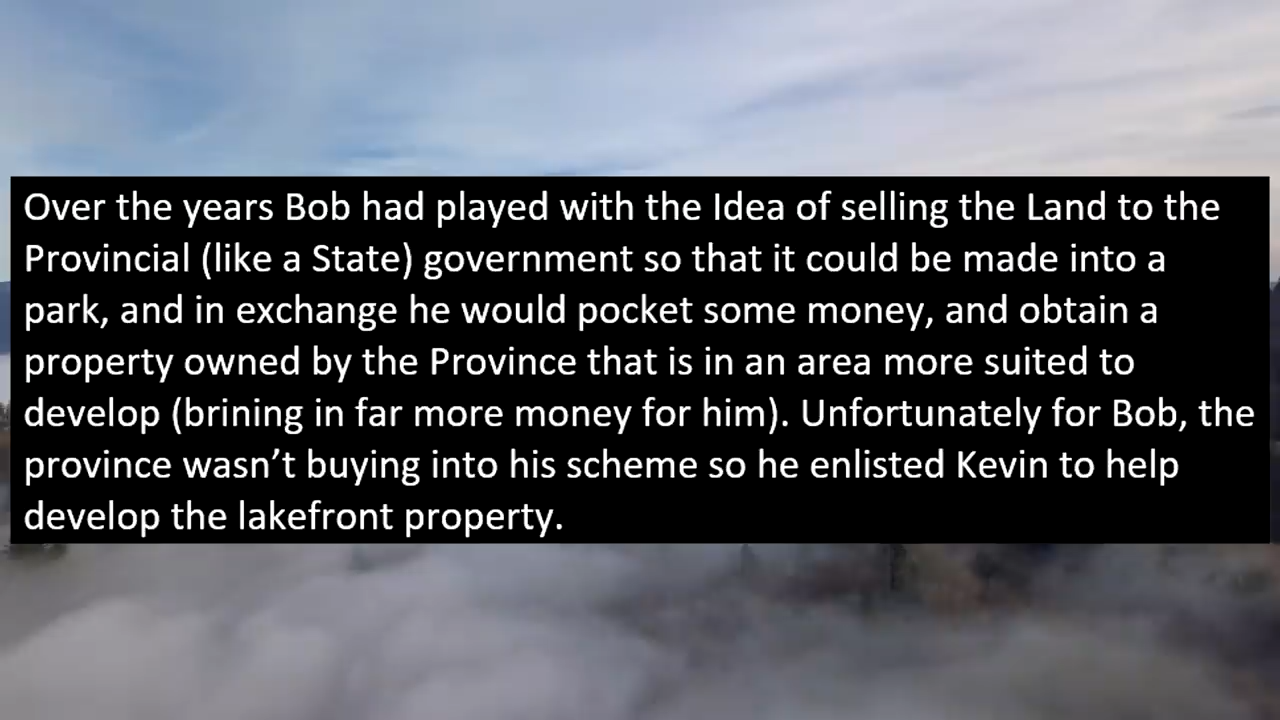 Over the years Bob had played with the Idea of selling the Land to the
Provincial (like a State) government so that it could be made into a
park, and in exchange he would pocket some money, and obtain a
property owned by the Province that is in an area more suited to
develop (brining in far more money for him). Unfortunately for Bob, the
province wasn’t buying into his scheme so he enlisted Kevin to help
develop the lakefront property.